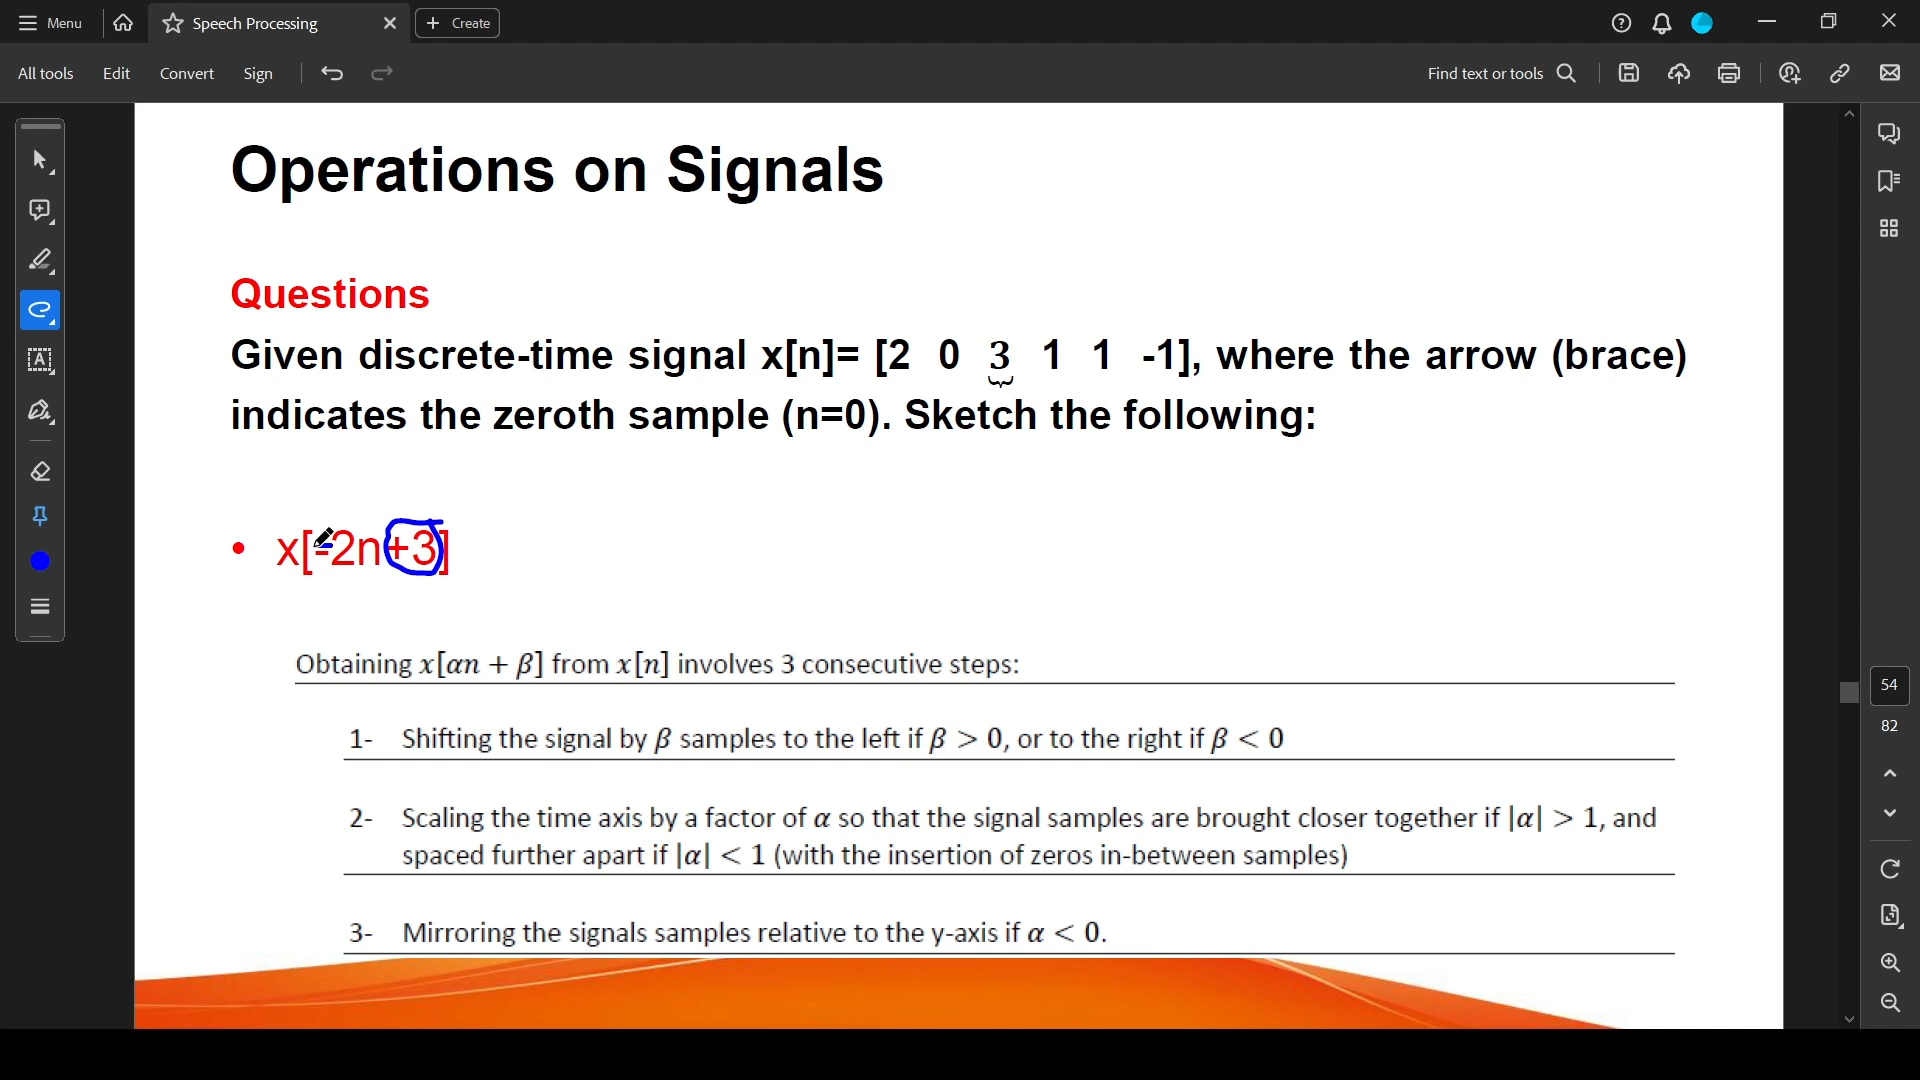 Menu
Speech Processing
Create
All tools Edit Convert Sign
Find text or tools
Operations on Signals
Questions
Given discrete-time signal x[n]= [2 0 3 1 1 -1], where the arrow (brace)
indicates the zeroth sample (n=0). Sketch the following:
• x[-2n+3]
Obtaining x[αn + β] from x[n] involves 3 consecutive steps:
1- Shifting the signal by β samples to the left if β > 0, or to the right if β < 0
2- Scaling the time axis by a factor of α so that the signal samples are brought closer together if |α| > 1, and
spaced further apart if |α| < 1 (with the insertion of zeros in-between samples)
3- Mirroring the signals samples relative to the y-axis if α < 0.
54
82